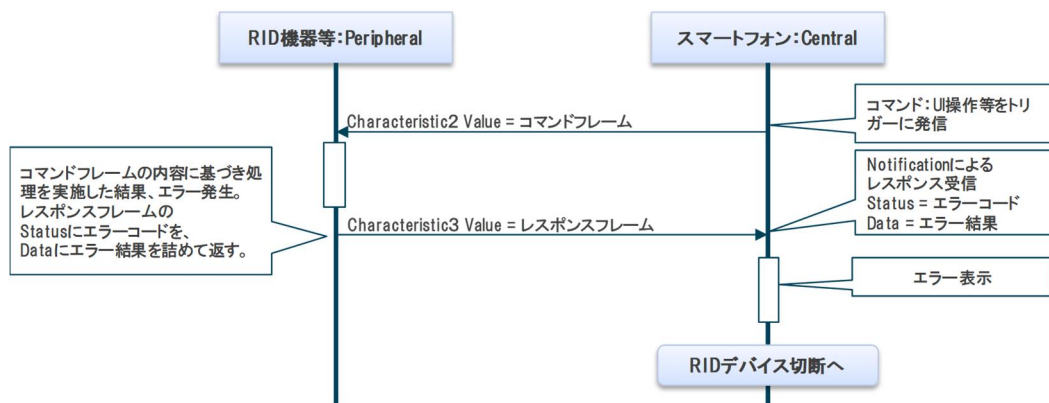 RID機器等：Peripheral
スマートフォン：Central
コマンド：UI操作等をトリ
ガーに発信
Characteristic2 Value = コマンドフレーム
コマンドフレームの内容に基づき処
理を実施した結果、エラー発生。
レスポンスフレームの
Statusにエラーコードを、
Dataにエラー結果を詰めて返す。
Notificationによる
レスポンス受信
Status = エラーコード
Data = エラー結果
Characteristic3 Value = レスポンスフレーム
エラー表示
RIDデバイス切断へ